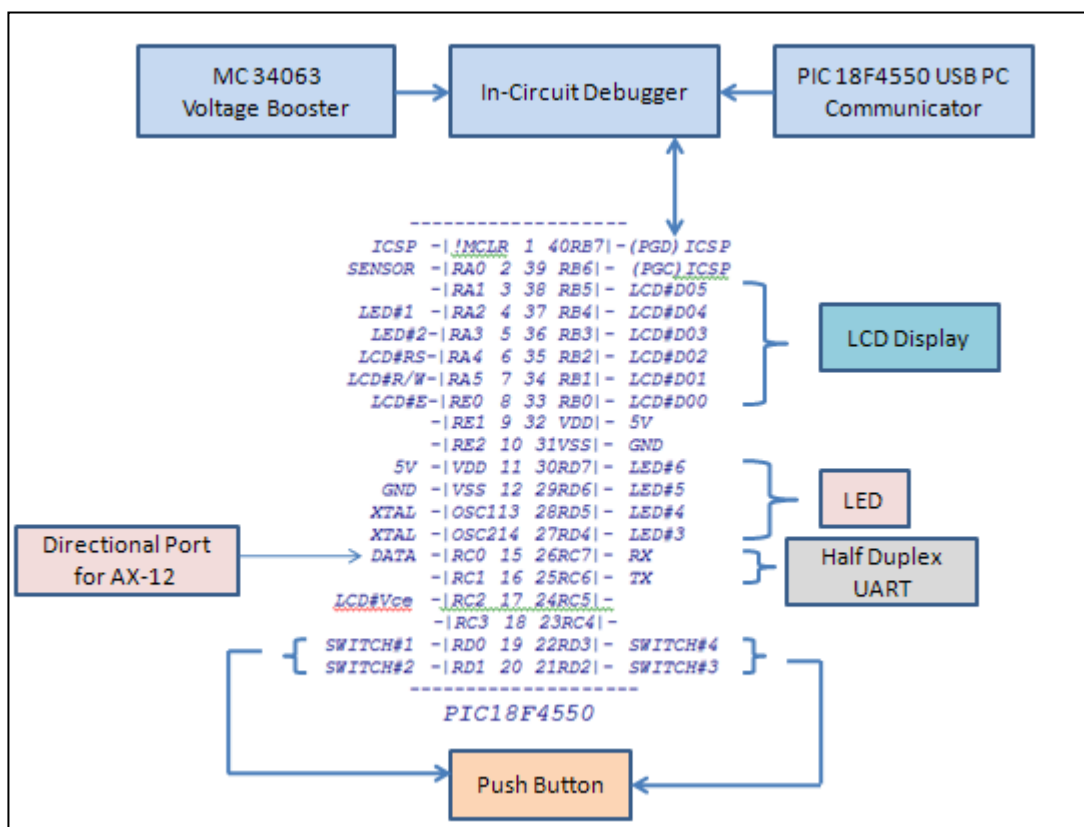 MC 34063
Voltage Booster
In-Circuit Debugger
PIC 18F4550 USB PC
Communicator
-------------------
ICSP -|!MCLR 1 40RB7|-(PGD)ICSP
SENSOR -|RA0 2 39 RB6|- (PGC)ICSP
-|RA1 3 38 RB5|- LCD#D05
LED#1 -|RA2 4 37 RB4|- LCD#D04
LED#2-|RA3 5 36 RB3|- LCD#D03
LCD#RS-|RA4 6 35 RB2|- LCD#D02
LCD#R/W-|RA5 7 34 RB1|- LCD#D01
LCD#E-|RE0 8 33 RB0|- LCD#D00
-|RE1 9 32 VDD|- 5V
-|RE2 10 31VSS|- GND
5V -|VDD 11 30RD7|- LED#6
GND -|VSS 12 29RD6|- LED#5
XTAL -|OSC113 28RD5|- LED#4
XTAL -|OSC214 27RD4|- LED#3
DATA -|RC0 15 26RC7|- RX
-|RC1 16 25RC6|- TX
LCD#Vce -|RC2 17 24RC5|-
-|RC3 18 23RC4|-
SWITCH#1 -|RD0 19 22RD3|- SWITCH#4
SWITCH#2 -|RD1 20 21RD2|- SWITCH#3
--------------------
PIC18F4550
LCD Display
LED
Directional Port
for AX-12
Half Duplex
UART
Push Button